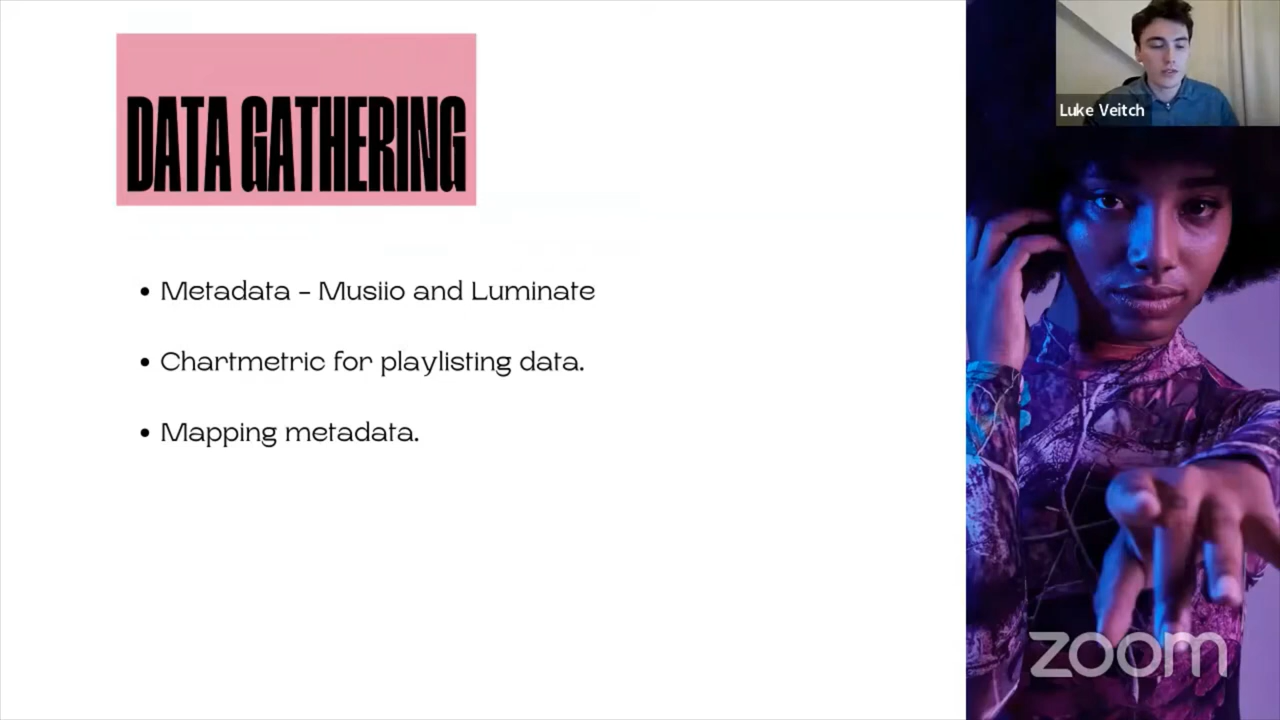 DATA GATHERING
Metadata - Musiio and Luminate
Chartmetric for playlisting data.
Mapping metadata.
Luke Veitch
zoom